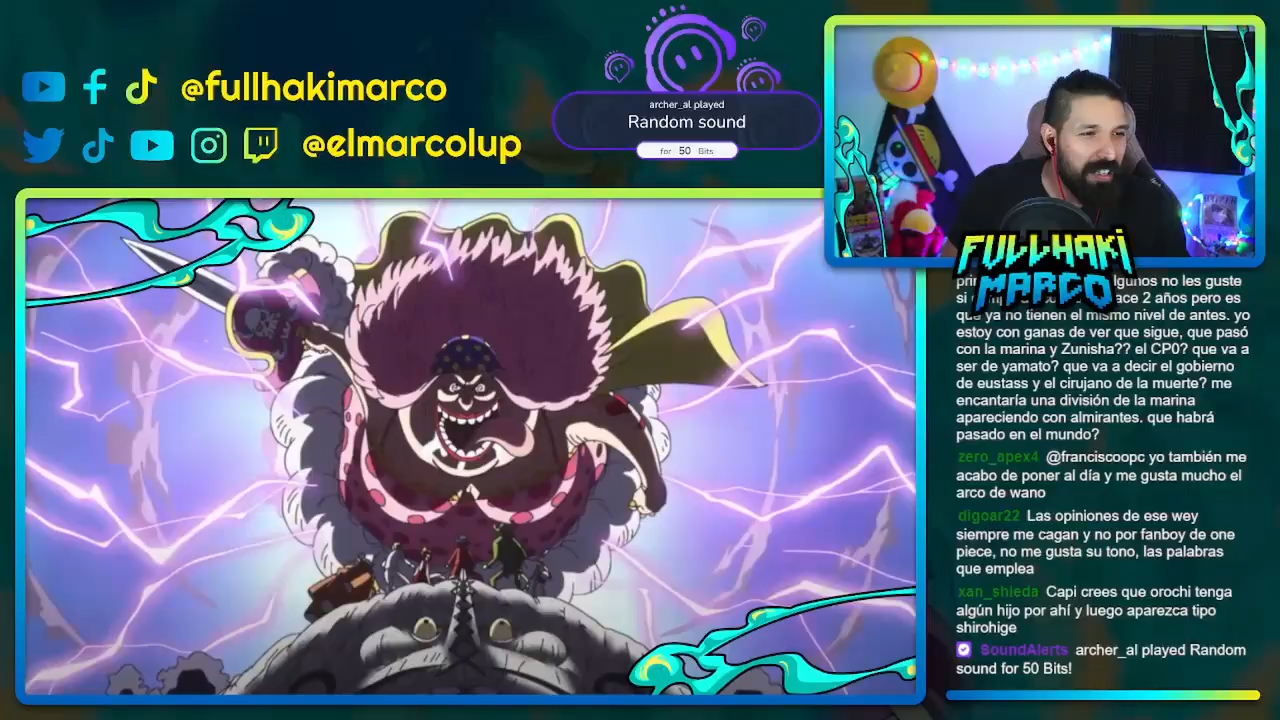 @fullhakimarco
@elmarcolup
archer_al played
Random sound
for 50 Bits
FULLHAKI
MARCO
algunos no les guste
si hace 2 años pero es
que ya no tienen el mismo nivel de antes. yo
estoy con ganas de ver que sigue, que pasó
con la marina y Zunisha?? el CP0? que va a
ser de yamato? que va a decir el gobierno
de eustass y el cirujano de la muerte? me
encantaría una división de la marina
apareciendo con almirantes. que habrá
pasado en el mundo?
zero_apex4 @franciscoopc yo también me
acabo de poner al día y me gusta mucho el
arco de wano
digoar22 Las opiniones de ese wey
siempre me cagan y no por fanboy de one
piece, no me gusta su tono, las palabras
que emplea
xan_shieda Capi crees que orochi tenga
algún hijo por ahí y luego aparezca tipo
shirohige
SoundAlerts archer_al played Random
sound for 50 Bits!